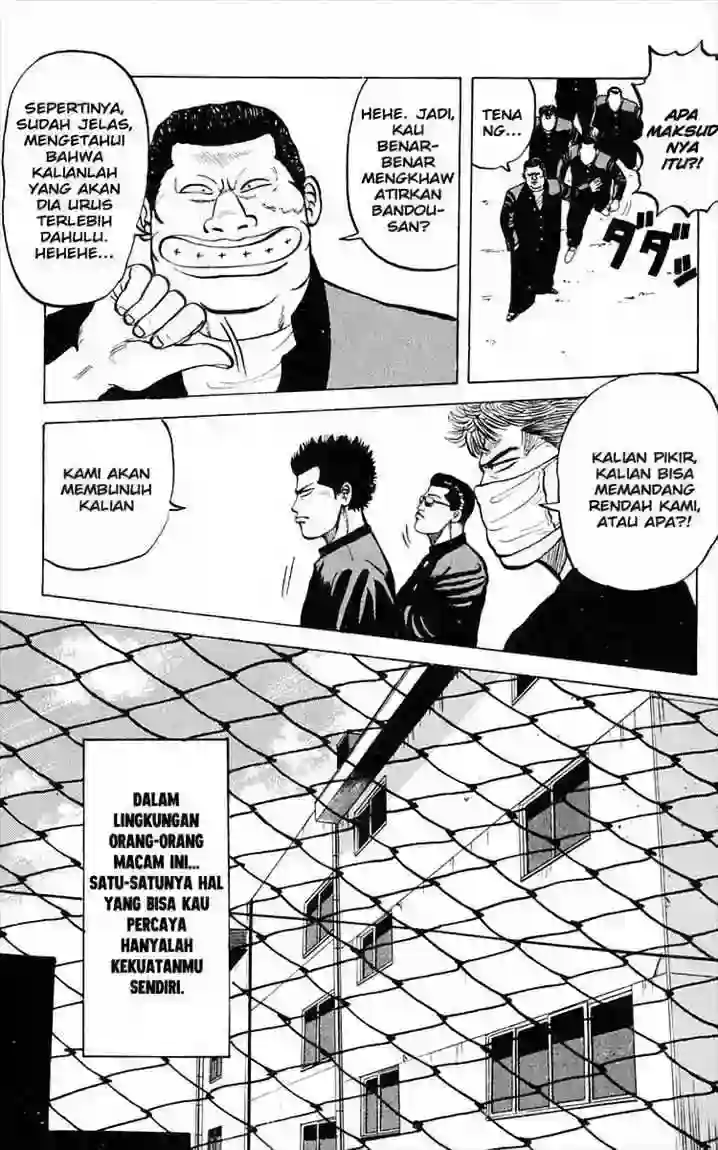 APA
MAKSUD
NYA
ITU?!
TENA
NG...
ダダ
HEHE. JADI,
KAU
BENAR-
BENAR
MENGKHAW
ATIRKAN
BANDOU-
SAN?
SEPERTINYA,
SUDAH JELAS,
MENGETAHUI
BAHWA
KALIANLAH
YANG AKAN
DIA URUS
TERLEBIH
DAHULU.
HEHEHE...
KALIAN PIKIR,
KALIAN BISA
MEMANDANG
RENDAH KAMI,
ATAU APA?!
KAMI AKAN
MEMBUNUH
KALIAN
DALAM
LINGKUNGAN
ORANG-ORANG
MACAM INI...
SATU-SATUNYA HAL
YANG BISA KAU
PERCAYA
HANYALAH
KEKUATANMU
SENDIRI.